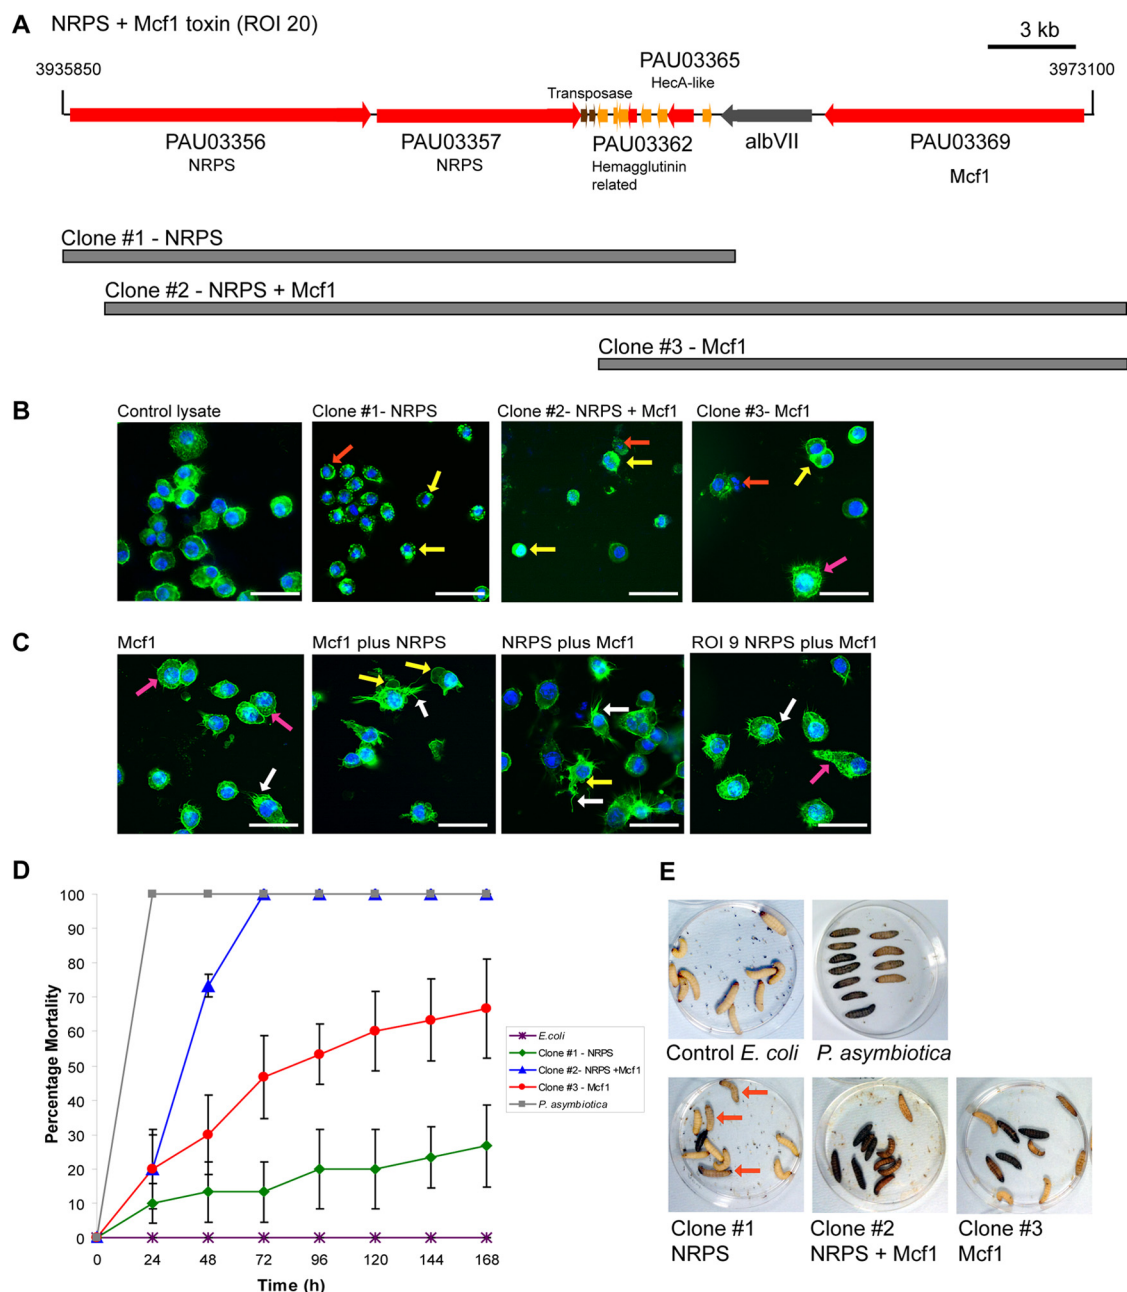 A NRPS + Mcf1 toxin (ROI 20)
3 kb
3935850
PAU03365
HecA-like
3973100
Transposase
PAU03356
NRPS
PAU03357
NRPS
PAU03362
Hemagglutinin
related
albVII
PAU03369
Mcf1
Clone #1 - NRPS
Clone #2 - NRPS + Mcf1
Clone #3 - Mcf1
B
Control lysate
Clone #1- NRPS
Clone #2- NRPS + Mcf1
Clone #3- Mcf1
C
Mcf1
Mcf1 plus NRPS
NRPS plus Mcf1
ROI 9 NRPS plus Mcf1
D
Percentage Mortality
100
90
80
70
60
50
40
30
20
10
0
0 24 48 72 96 120 144 168
Time (h)
E.coli
Clone #1 - NRPS
Clone #2- NRPS +Mcf1
Clone #3 - Mcf1
P. asymbiotica
E
Control E. coli
P. asymbiotica
Clone #1
NRPS
Clone #2
NRPS + Mcf1
Clone #3
Mcf1